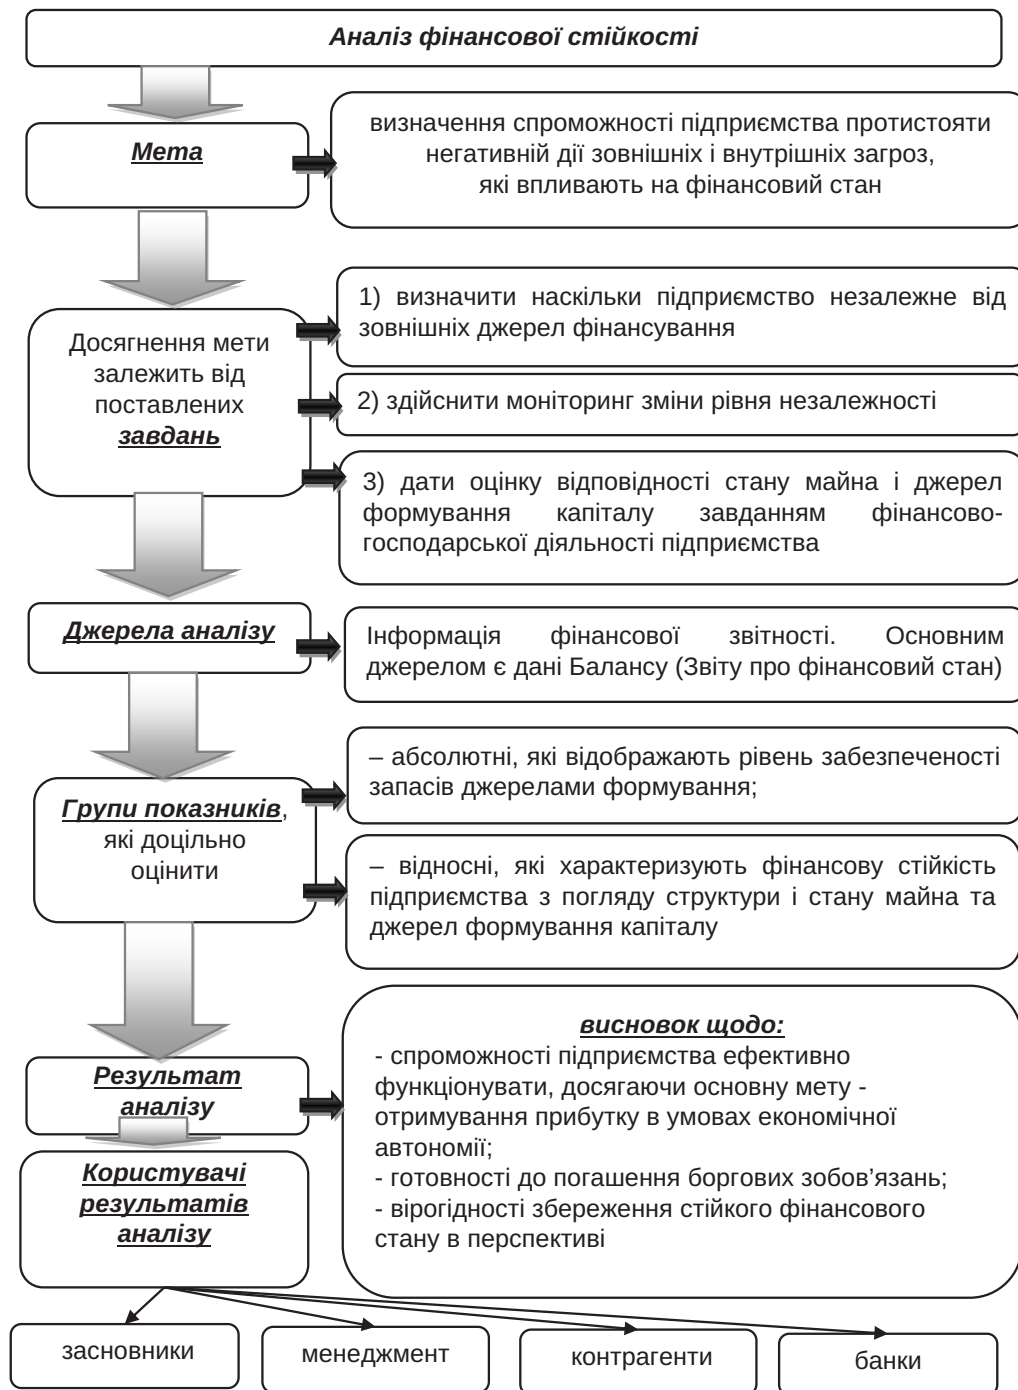 Аналіз фінансової стійкості
Мета
визначення спроможності підприємства протистояти
негативній дії зовнішніх і внутрішніх загроз,
які впливають на фінансовий стан
Досягнення мети
залежить від
поставлених
завдань
1) визначити наскільки підприємство незалежне від
зовнішніх джерел фінансування
2) здійснити моніторинг зміни рівня незалежності
3) дати оцінку відповідності стану майна і джерел
формування капіталу завданням фінансово-
господарської діяльності підприємства
Джерела аналізу
Інформація фінансової звітності. Основним
джерелом є дані Балансу (Звіту про фінансовий стан)
Групи показників,
які доцільно
оцінити
– абсолютні, які відображають рівень забезпеченості
запасів джерелами формування;
– відносні, які характеризують фінансову стійкість
підприємства з погляду структури і стану майна та
джерел формування капіталу
Результат
аналізу
висновок щодо:
- спроможності підприємства ефективно
функціонувати, досягаючи основну мету -
отримування прибутку в умовах економічної
автономії;
- готовності до погашення боргових зобов’язань;
- вірогідності збереження стійкого фінансового
стану в перспективі
Користувачі
результатів
аналізу
засновники
менеджмент
контрагенти
банки